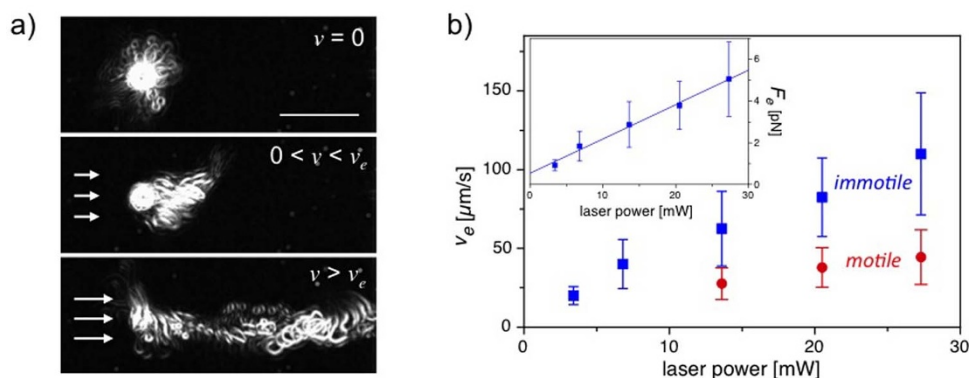 a)
v = 0
0 < v < vₑ
v > vₑ
b)
vₑ [μm/s]
150
100
50
0
0
10
20
30
laser power [mW]
immotile
motile
Fₑ [pN]
6
4
2
0
0
10
20
30
laser power [mW]